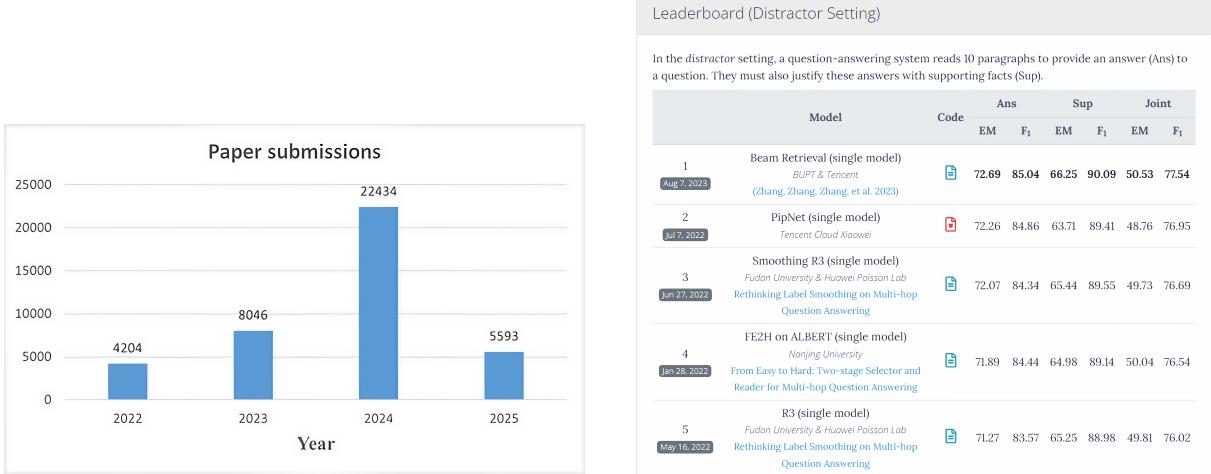 Paper submissions
25000
20000
15000
10000
5000
0
4204
8046
22434
5593
2022 2023 2024 2025
Year
Leaderboard (Distractor Setting)
In the distractor setting, a question-answering system reads 10 paragraphs to provide an answer (Ans) to
a question. They must also justify these answers with supporting facts (Sup).
Model Code Ans Sup Joint
EM F1 EM F1 EM F1
1 Beam Retrieval (single model) 72.69 85.04 66.25 90.09 50.53 77.54
Aug 7, 2023 BUPT & Tencent
(Zhang, Zhang, Zhang, et al. 2023)
2 PipNet (single model) 72.26 84.86 63.71 89.41 48.76 76.95
Jul 7, 2022 Tencent Cloud Xiaowei
Smoothing R3 (single model)
3 Fudan University & Huawei Poisson Lab 72.07 84.34 65.44 89.55 49.73 76.69
Jun 27, 2022 Rethinking Label Smoothing on Multi-hop
Question Answering
FE2H on ALBERT (single model)
4 Nanjing University 71.89 84.44 64.98 89.14 50.04 76.54
Jan 28, 2022 From Easy to Hard: Two-stage Selector and
Reader for Multi-hop Question Answering
R3 (single model)
5 Fudan University & Huawei Poisson Lab 71.27 83.57 65.25 88.98 49.81 76.02
May 16, 2022 Rethinking Label Smoothing on Multi-hop
Question Answering